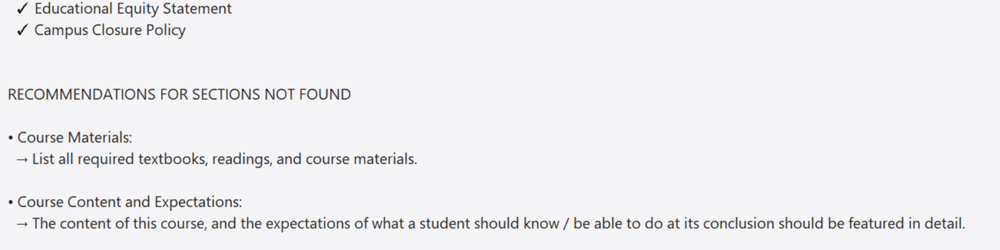 ✓ Educational Equity Statement
✓ Campus Closure Policy
RECOMMENDATIONS FOR SECTIONS NOT FOUND
• Course Materials:
→ List all required textbooks, readings, and course materials.
• Course Content and Expectations:
→ The content of this course, and the expectations of what a student should know / be able to do at its conclusion should be featured in detail.